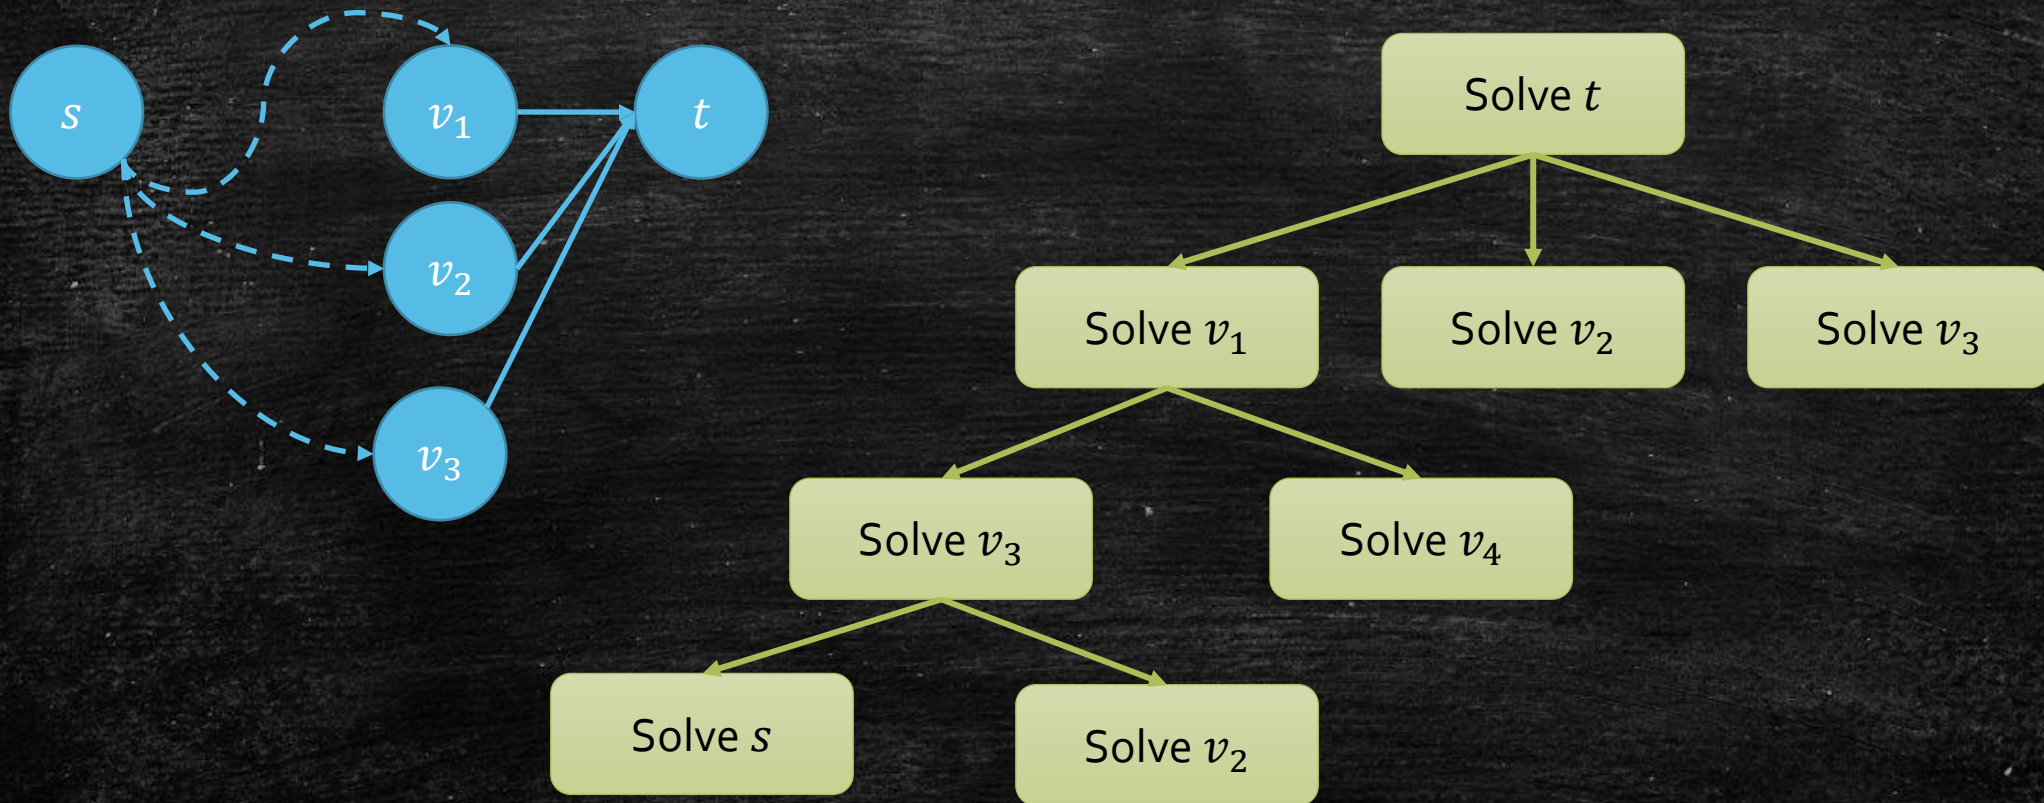 s
v₁
t
v₂
v₃
Solve t
Solve v₁
Solve v₂
Solve v₃
Solve v₃
Solve v₄
Solve s
Solve v₂